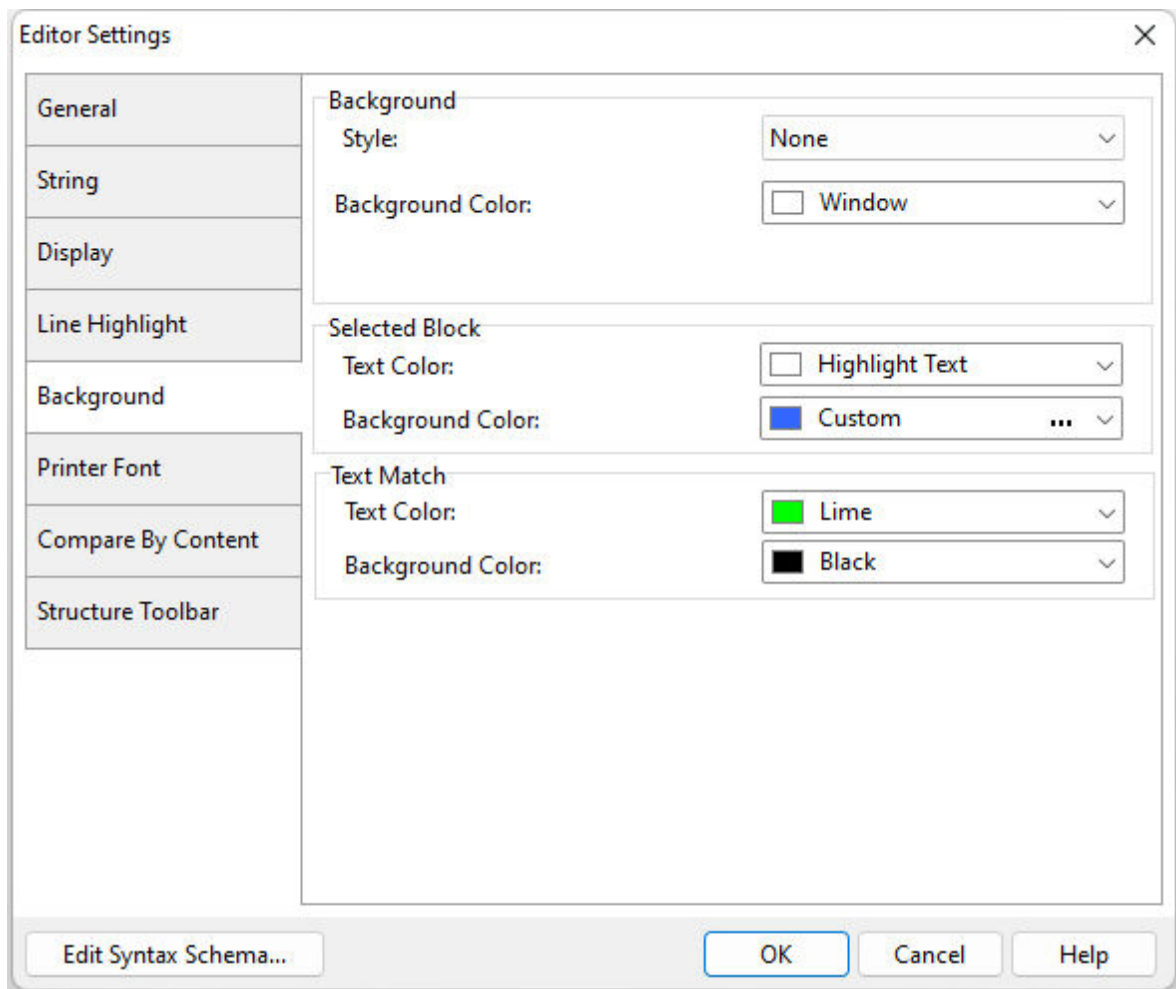 Editor Settings
General
String
Display
Line Highlight
Background
Printer Font
Compare By Content
Structure Toolbar
Background
Style: None
Background Color: Window
Selected Block
Text Color: Highlight Text
Background Color: Custom ...
Text Match
Text Color: Lime
Background Color: Black
Edit Syntax Schema... OK Cancel Help